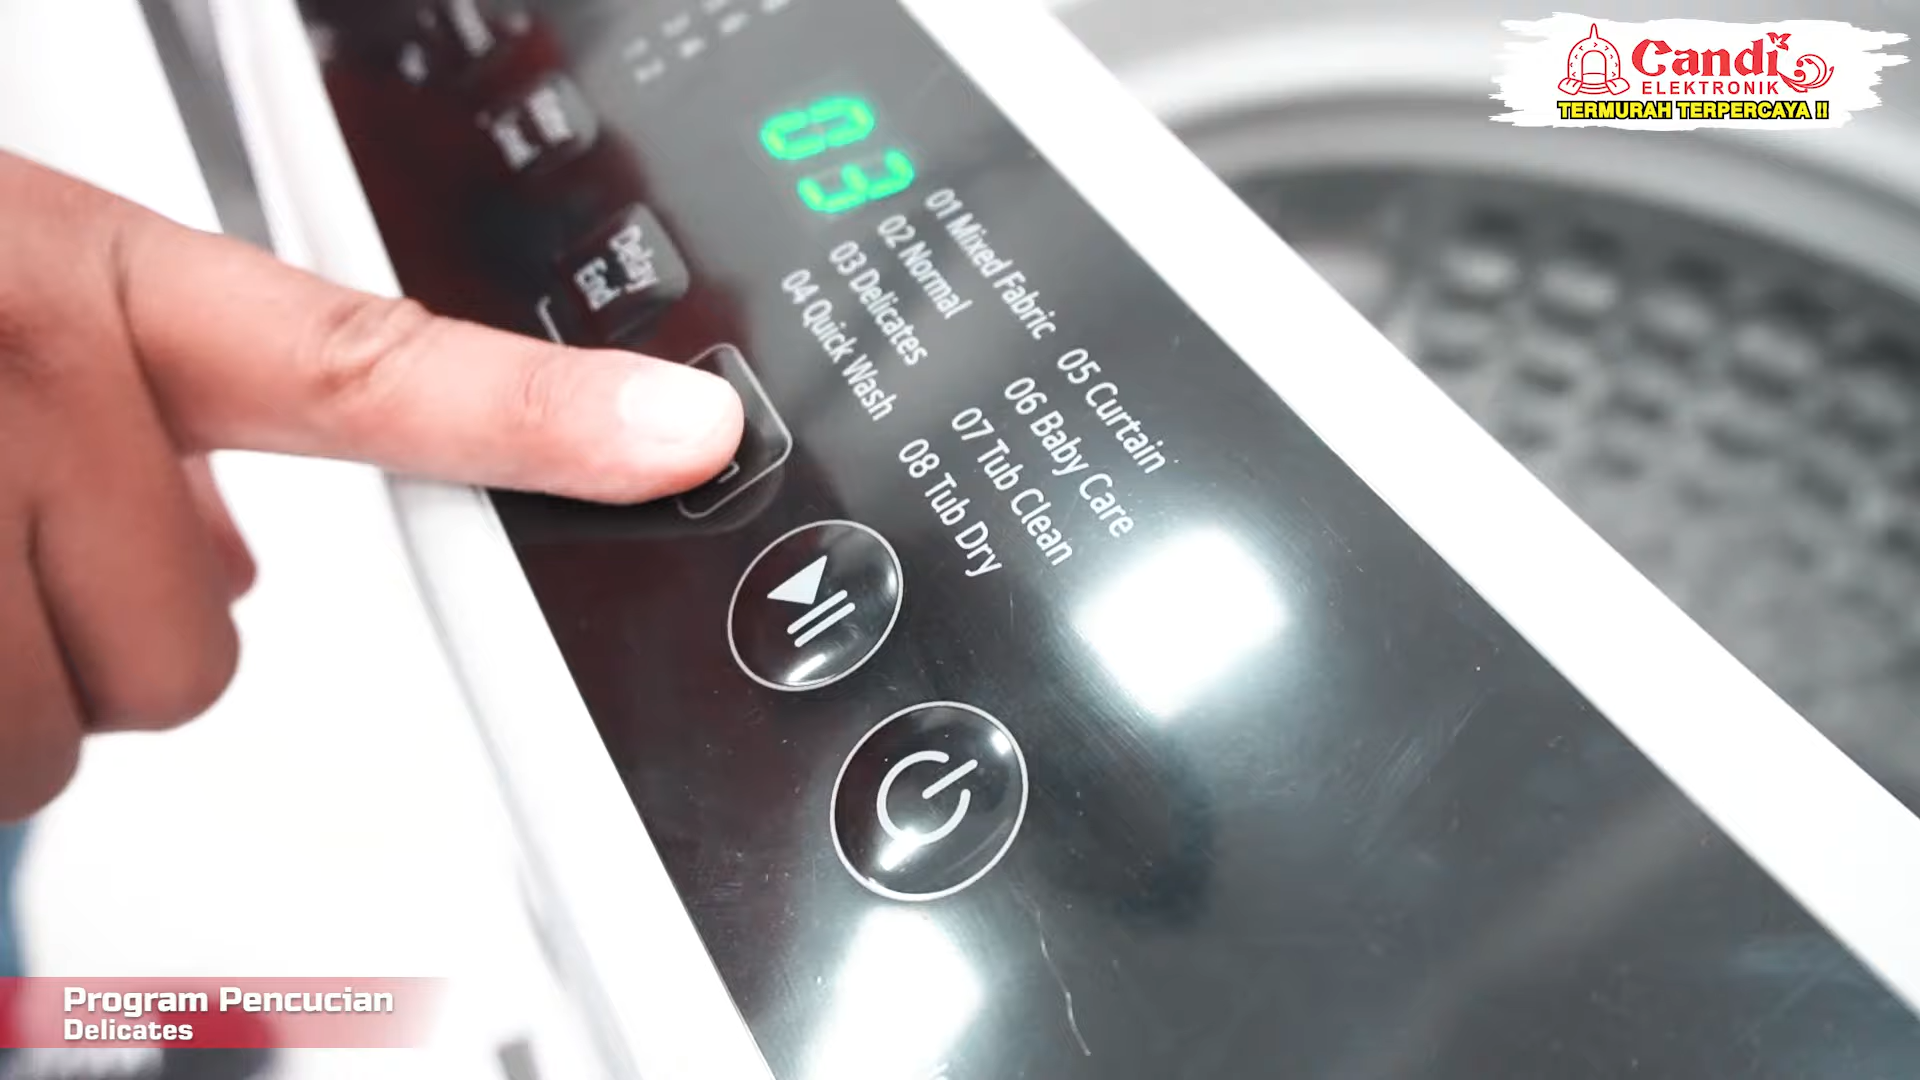 Candi
ELEKTRONIK
TERMURAH TERPERCAYA !!
03
01 Mixed Fabric
02 Normal
03 Delicates
04 Quick Wash
05 Curtain
06 Baby Care
07 Tub Clean
08 Tub Dry
Delay
End
Program Pencucian
Delicates